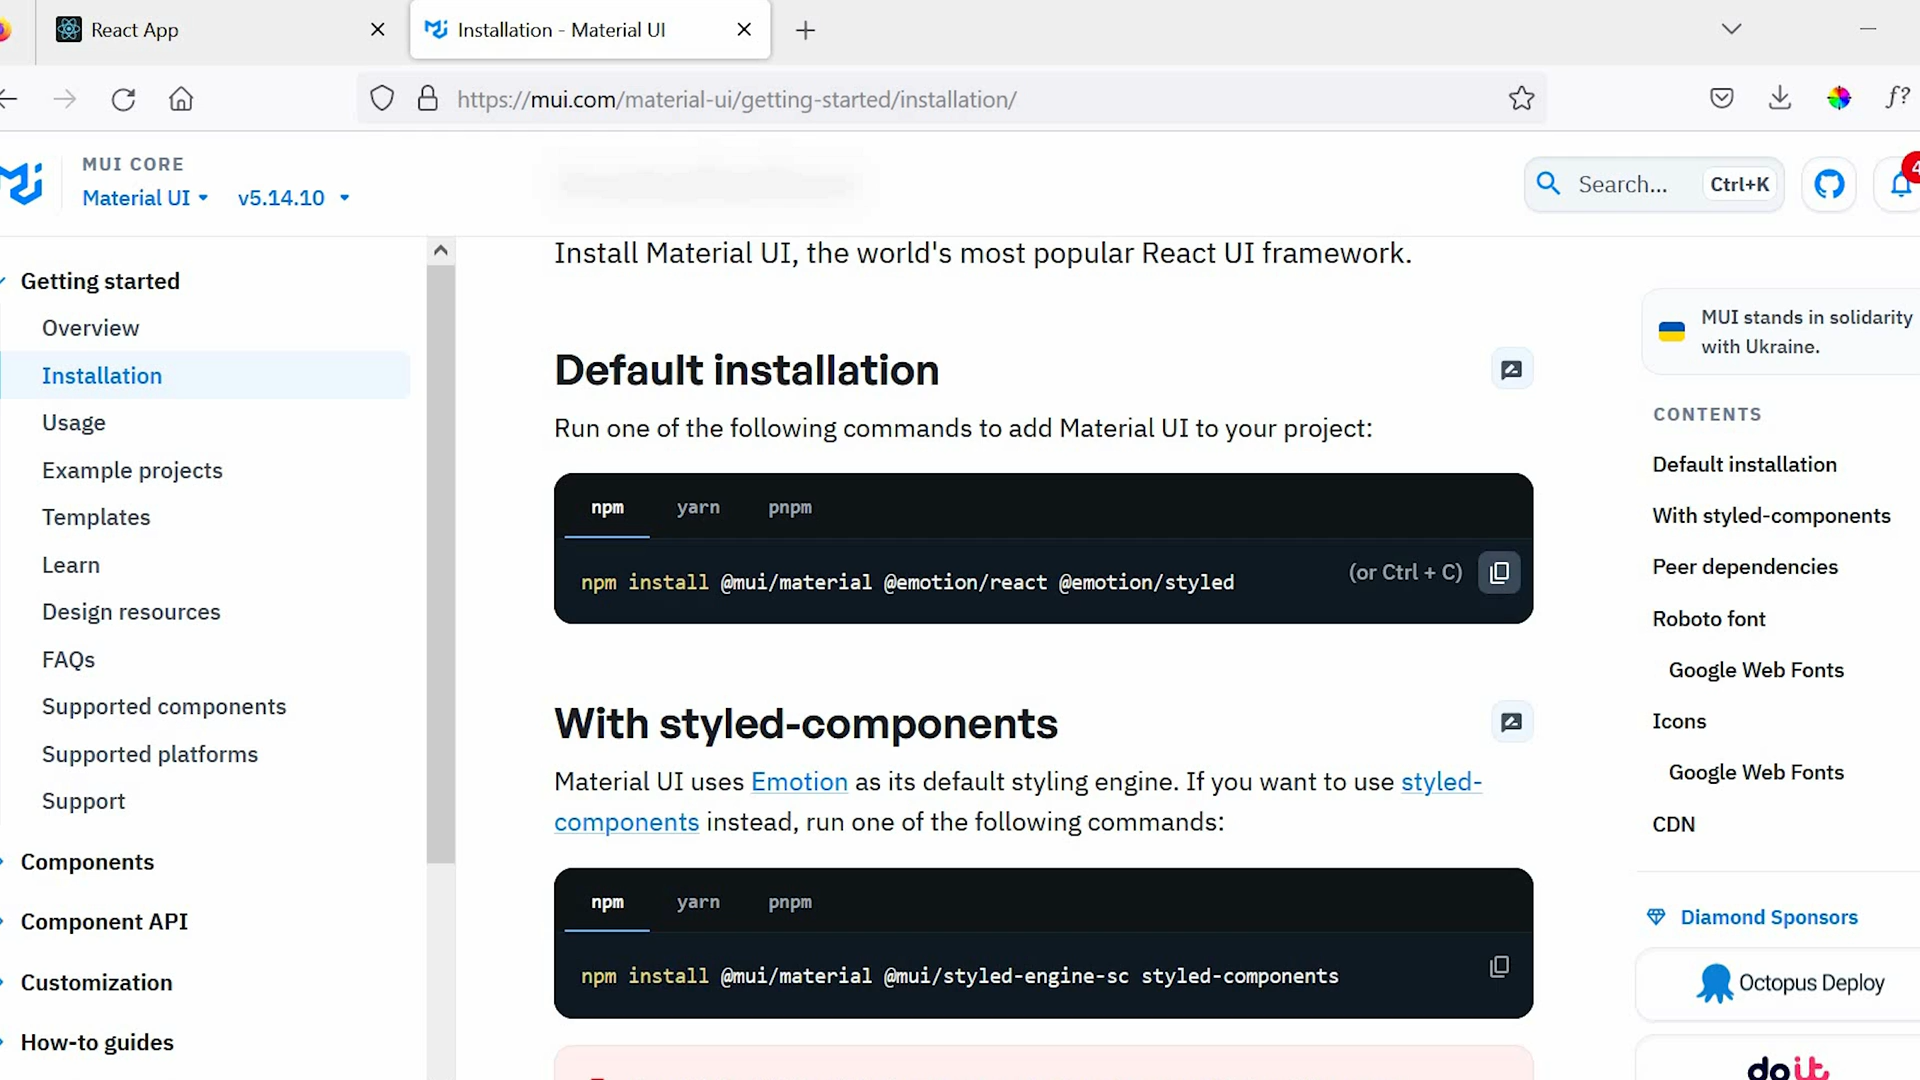 React App
Installation - Material UI
https://mui.com/material-ui/getting-started/installation/
f?
MUI CORE
Material UI
v5.14.10
Search...
Ctrl+K
4
Getting started
Overview
Installation
Usage
Example projects
Templates
Learn
Design resources
FAQs
Supported components
Supported platforms
Support
Components
Component API
Customization
How-to guides
Install Material UI, the world's most popular React UI framework.
Default installation
Run one of the following commands to add Material UI to your project:
npm yarn pnpm
npm install @mui/material @emotion/react @emotion/styled
(or Ctrl + C)
With styled-components
Material UI uses Emotion as its default styling engine. If you want to use styled-
components instead, run one of the following commands:
npm yarn pnpm
npm install @mui/material @mui/styled-engine-sc styled-components
MUI stands in solidarity
with Ukraine.
CONTENTS
Default installation
With styled-components
Peer dependencies
Roboto font
Google Web Fonts
Icons
Google Web Fonts
CDN
Diamond Sponsors
Octopus Deploy
doit